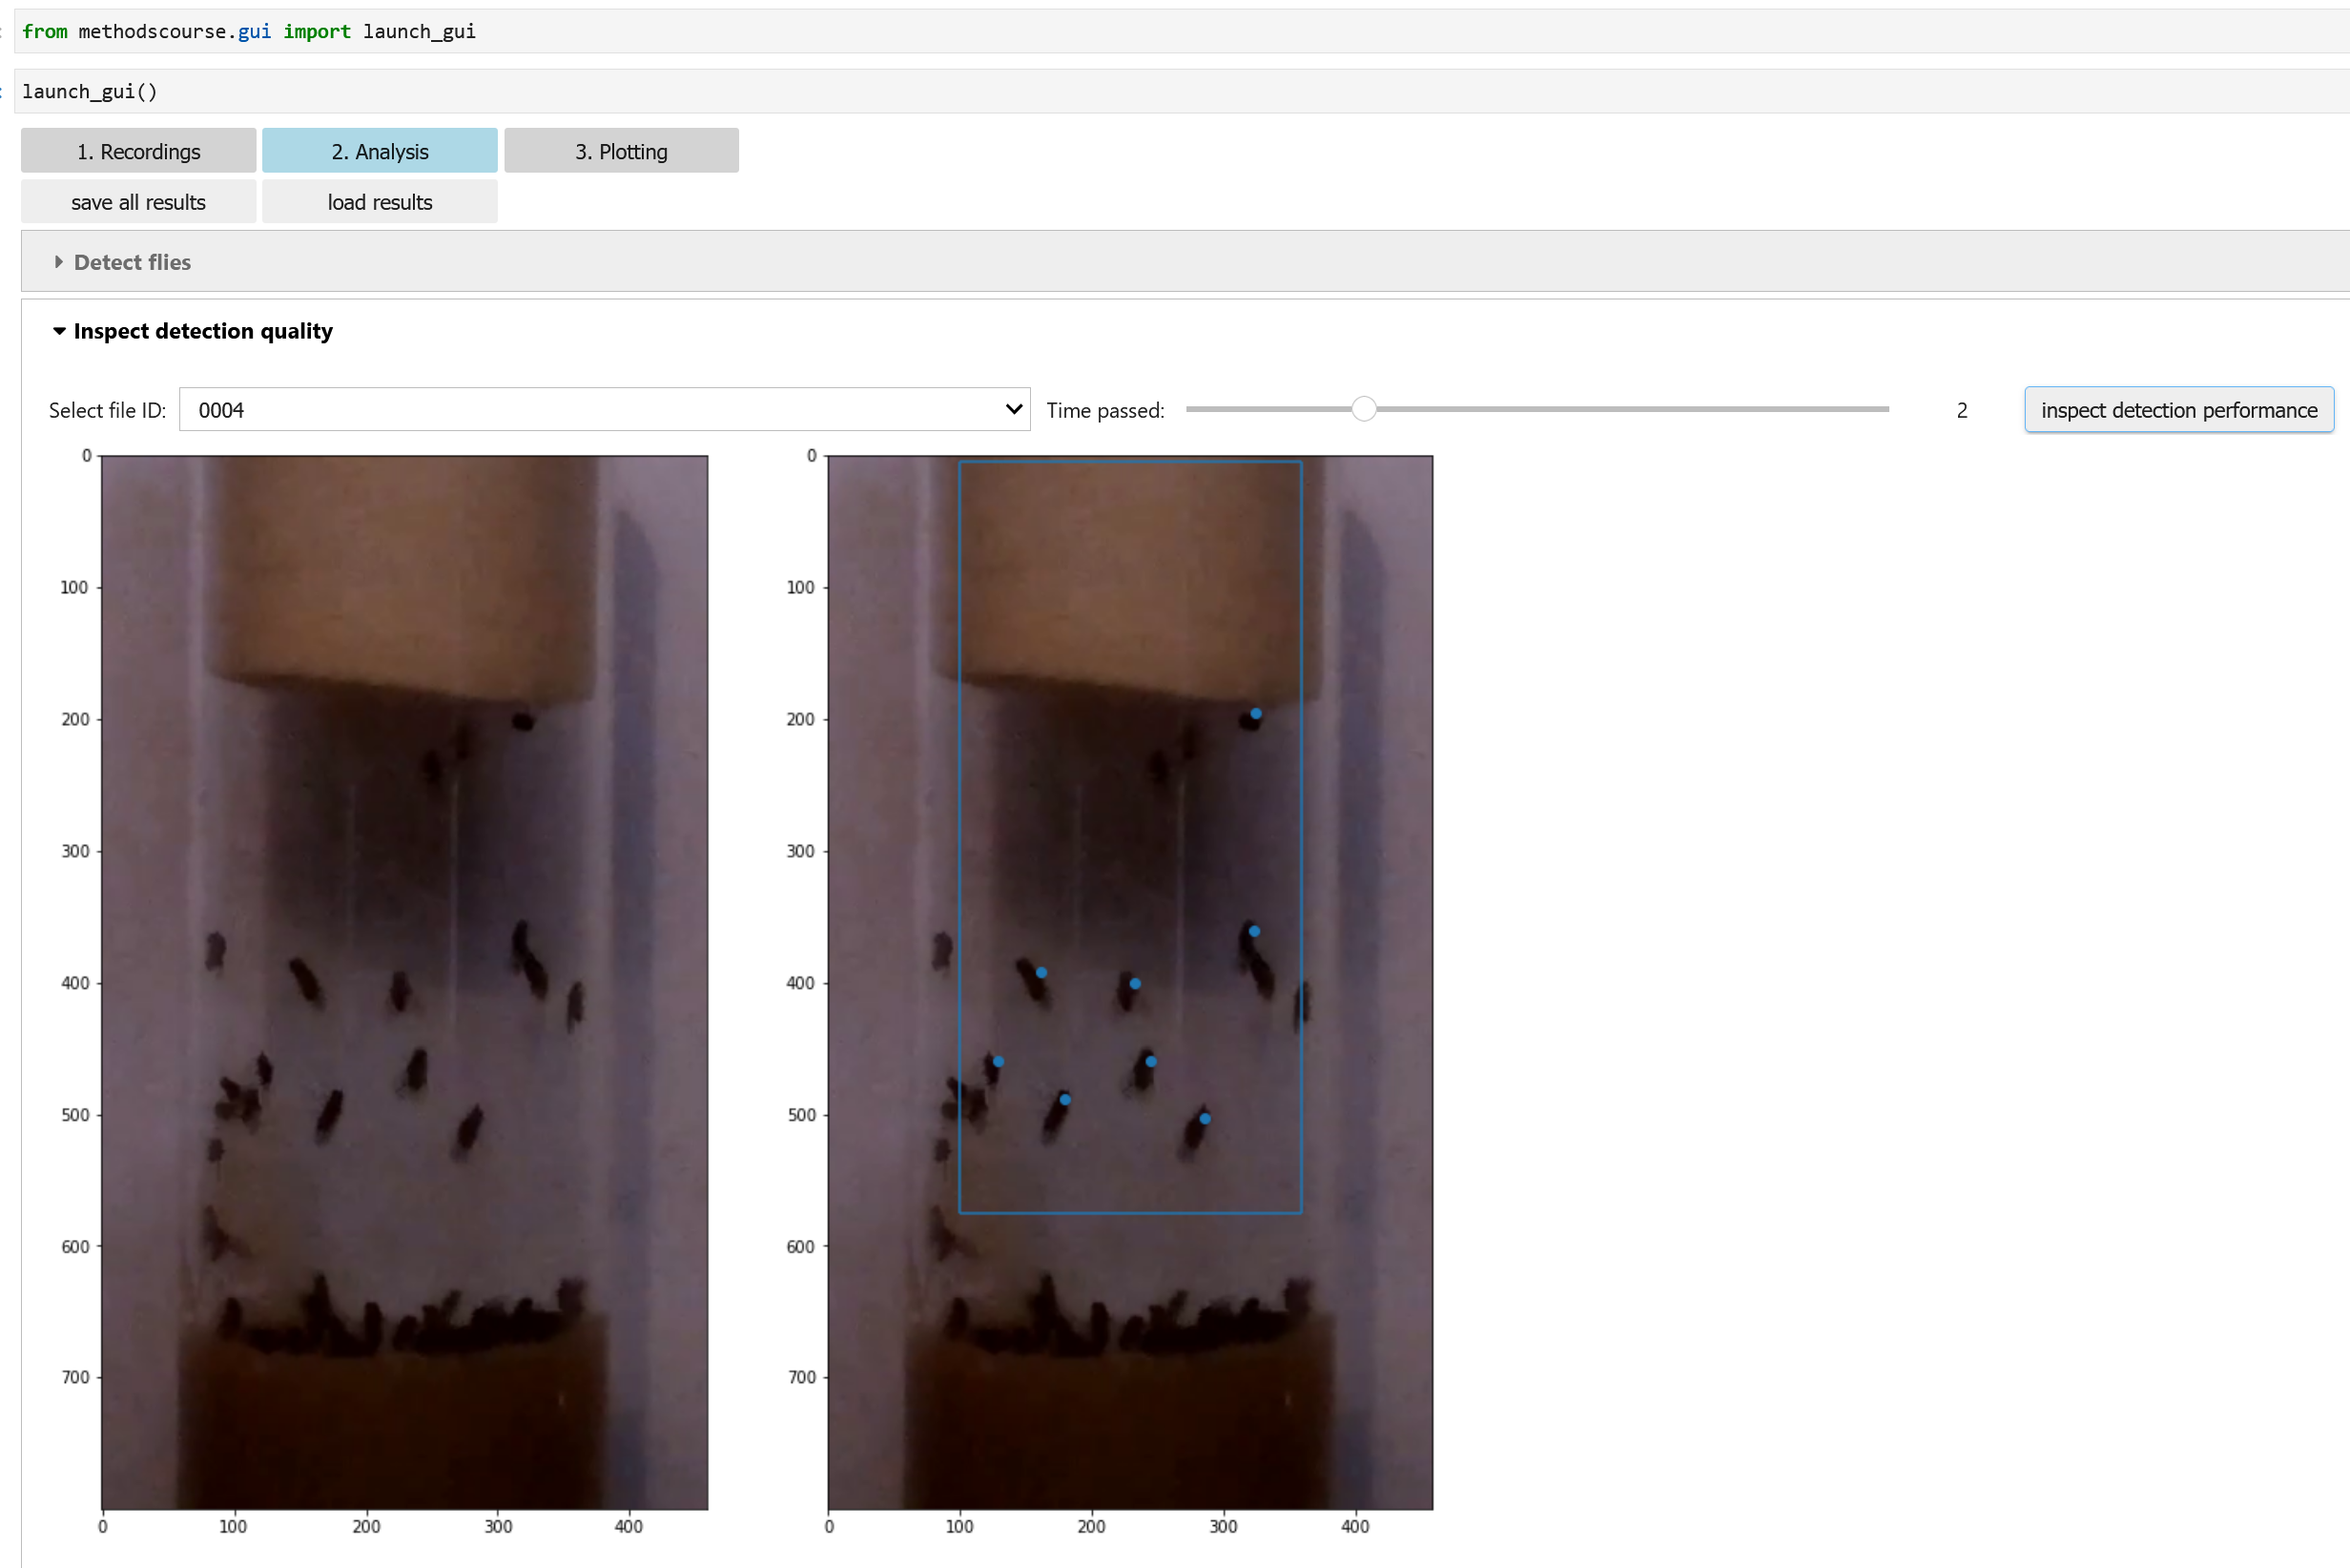 from methodscourse.gui import launch_gui
launch_gui()
1. Recordings 2. Analysis 3. Plotting
save all results load results
Detect flies
Inspect detection quality
Select file ID: 0004 Time passed: 2 inspect detection performance
0 0
100 100
200 200
300 300
400 400
500 500
600 600
700 700
0 100 200 300 400 0 100 200 300 400